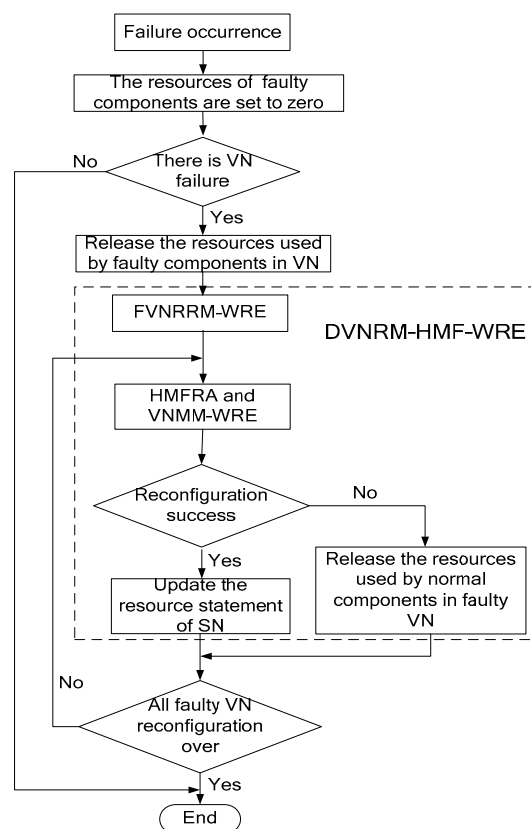 Failure occurrence
The resources of faulty
components are set to zero
No
There is VN
failure
Yes
Release the resources used
by faulty components in VN
FVNRRM-WRE
DVNRM-HMF-WRE
HMFRA and
VNMM-WRE
Reconfiguration
success
No
Yes
Update the
resource statement
of SN
Release the resources
used by normal
components in faulty
VN
No
All faulty VN
reconfiguration
over
Yes
End